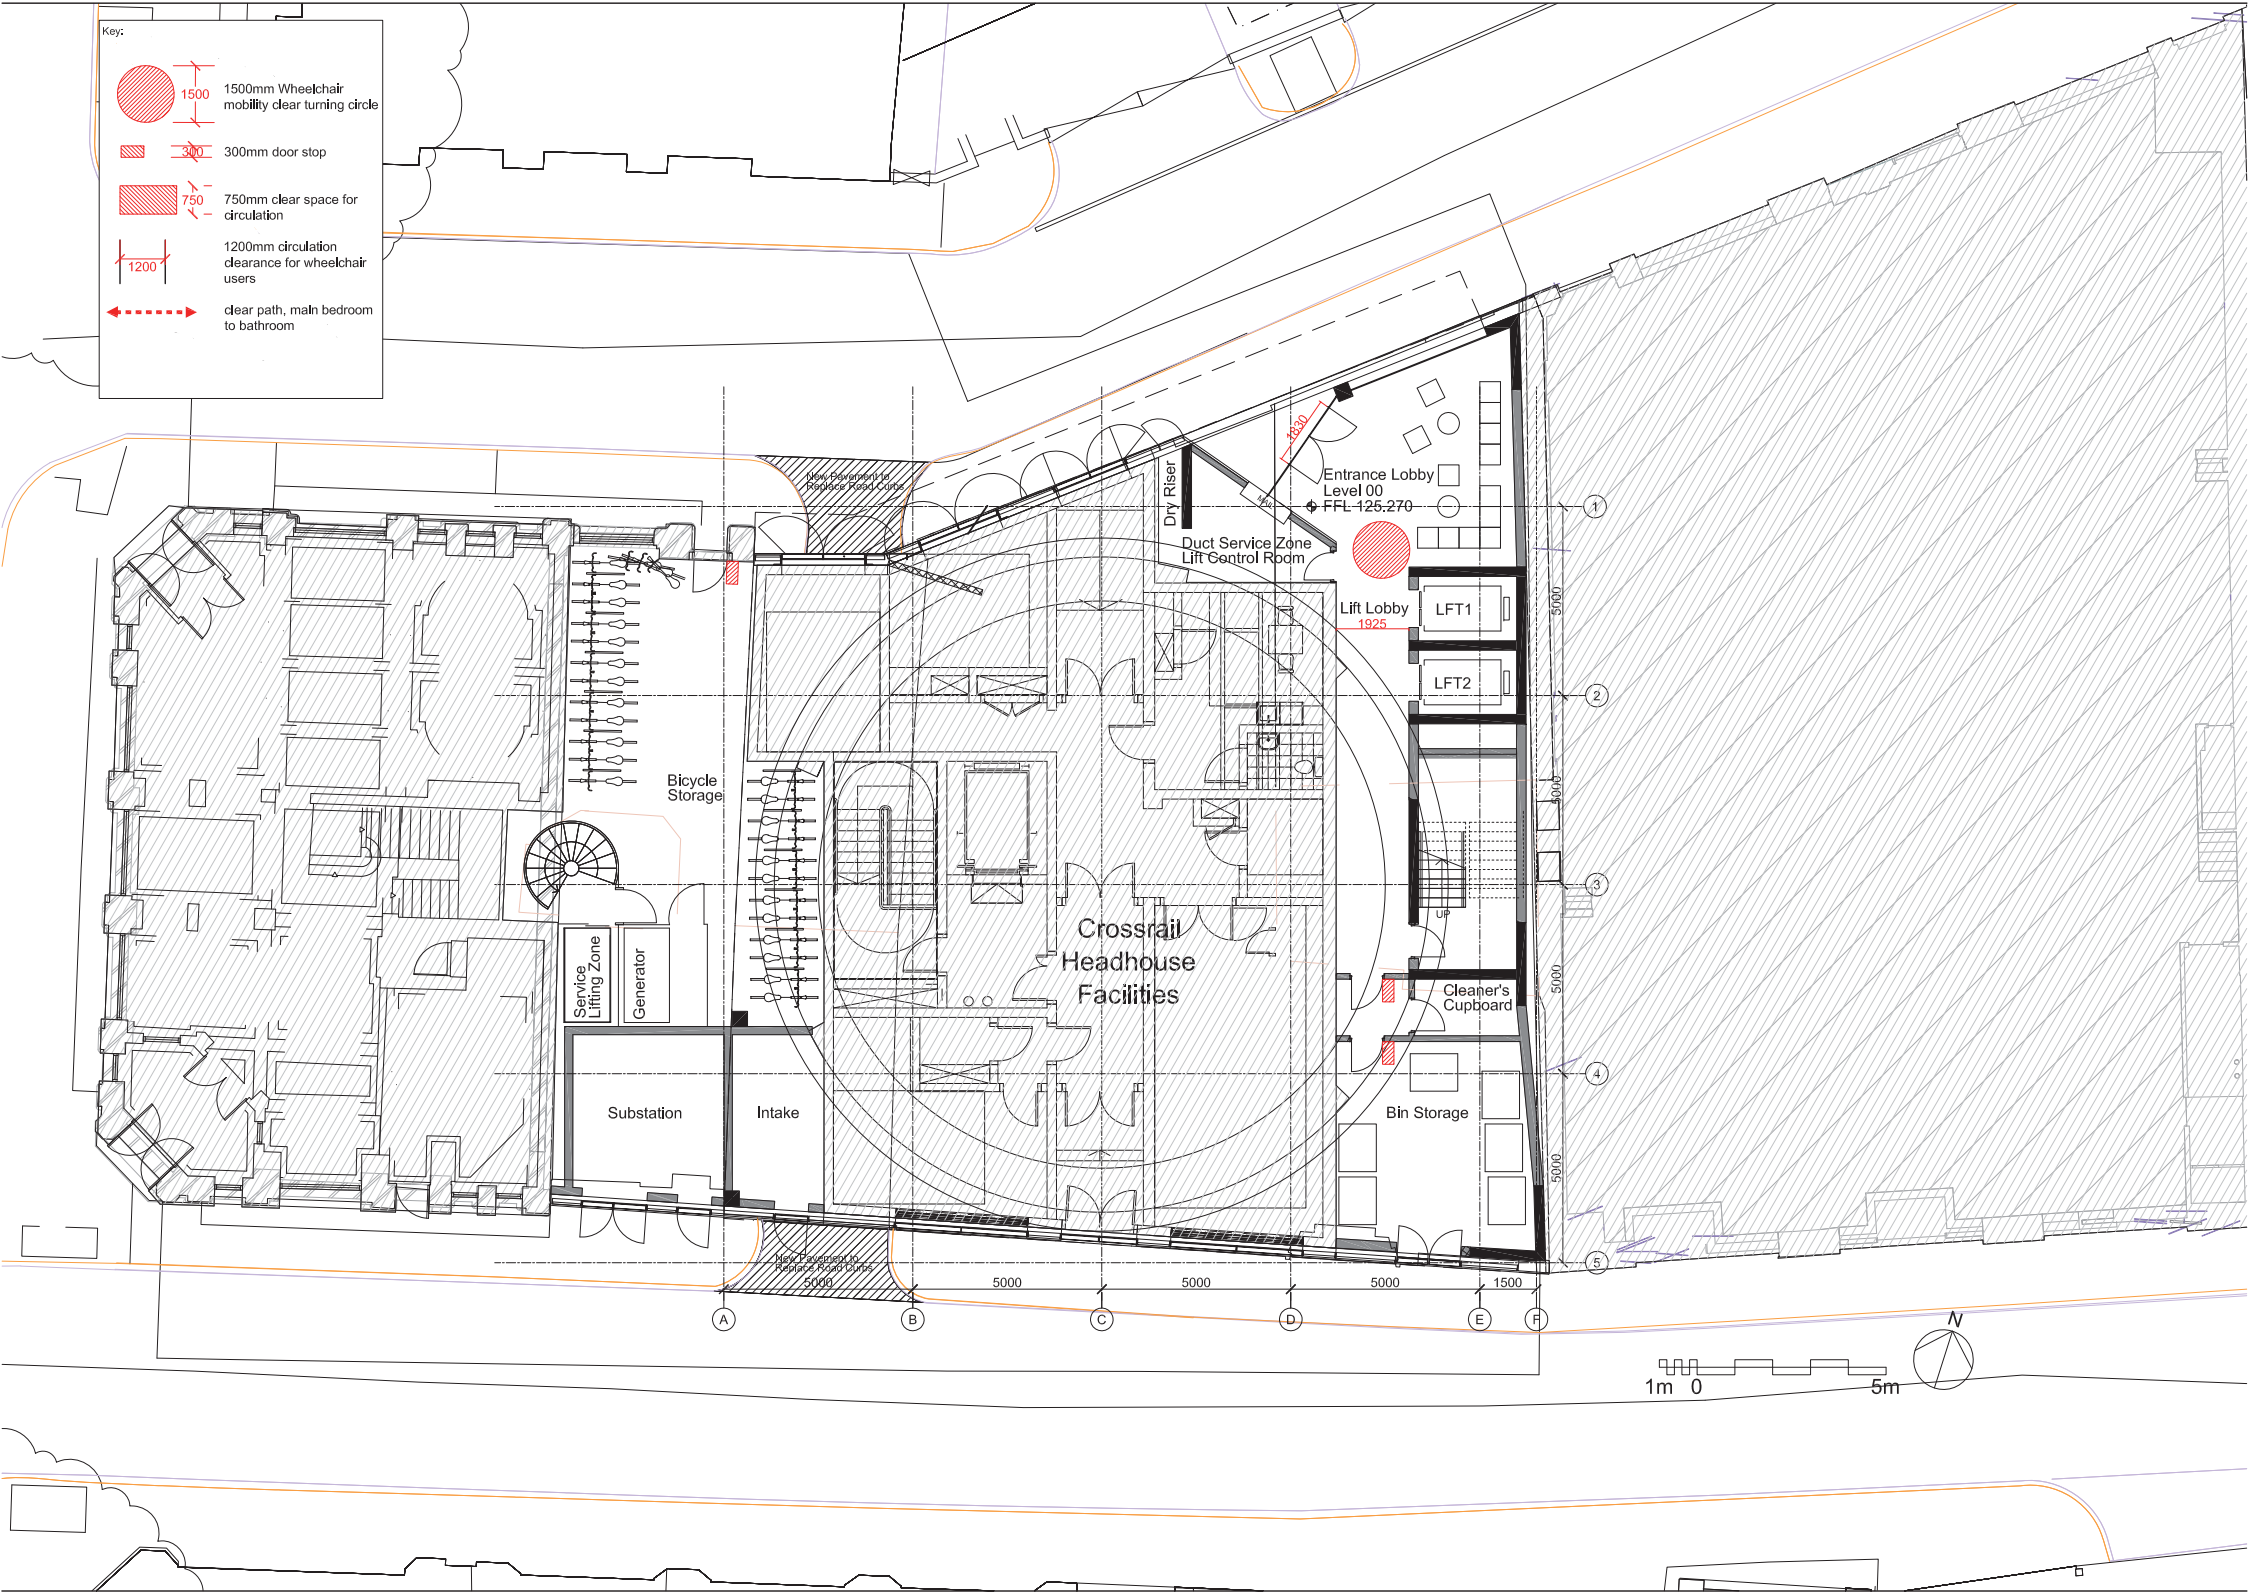 Key:
1500
1500mm Wheelchair
mobility clear turning circle
300
300mm door stop
750
750mm clear space for
circulation
1200
1200mm circulation
clearance for wheelchair
users
clear path, main bedroom
to bathroom
New Pavement to
Replace Road Curbs
1830
Dry Riser
MAIL
Entrance Lobby
Level 00
FFL 125.270
1
Duct Service Zone
Lift Control Room
Lift Lobby
1925
LFT1
5000
LFT2
2
Bicycle
Storage
5000
3
UP
Service
Lifting Zone
Generator
Crossrail
Headhouse
Facilities
Cleaner's
Cupboard
5000
4
Substation
Intake
Bin Storage
5000
New Pavement to
Replace Road Curbs
5
5000
5000
5000
5000
1500
A
B
C
D
E
F
N
1m 0
5m